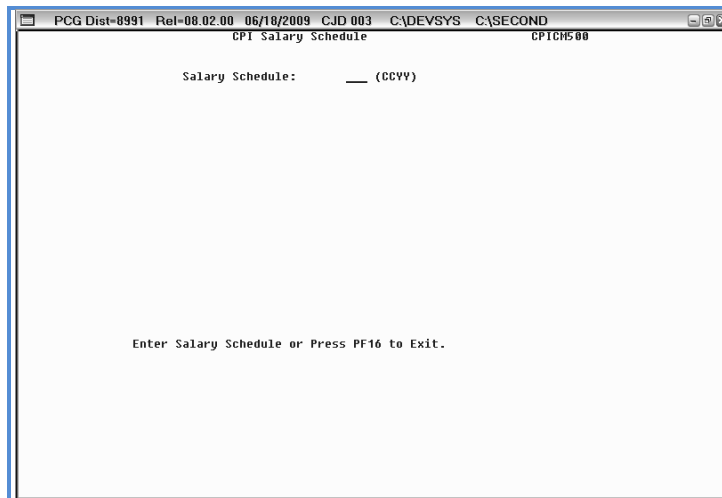 PCG Dist=8991 Rel=08.02.00 06/18/2009 CJD 003 C:\DEVSYS C:\SECOND
CPI Salary Schedule CPICM500
Salary Schedule: ___ (CCYY)
Enter Salary Schedule or Press PF16 to Exit.